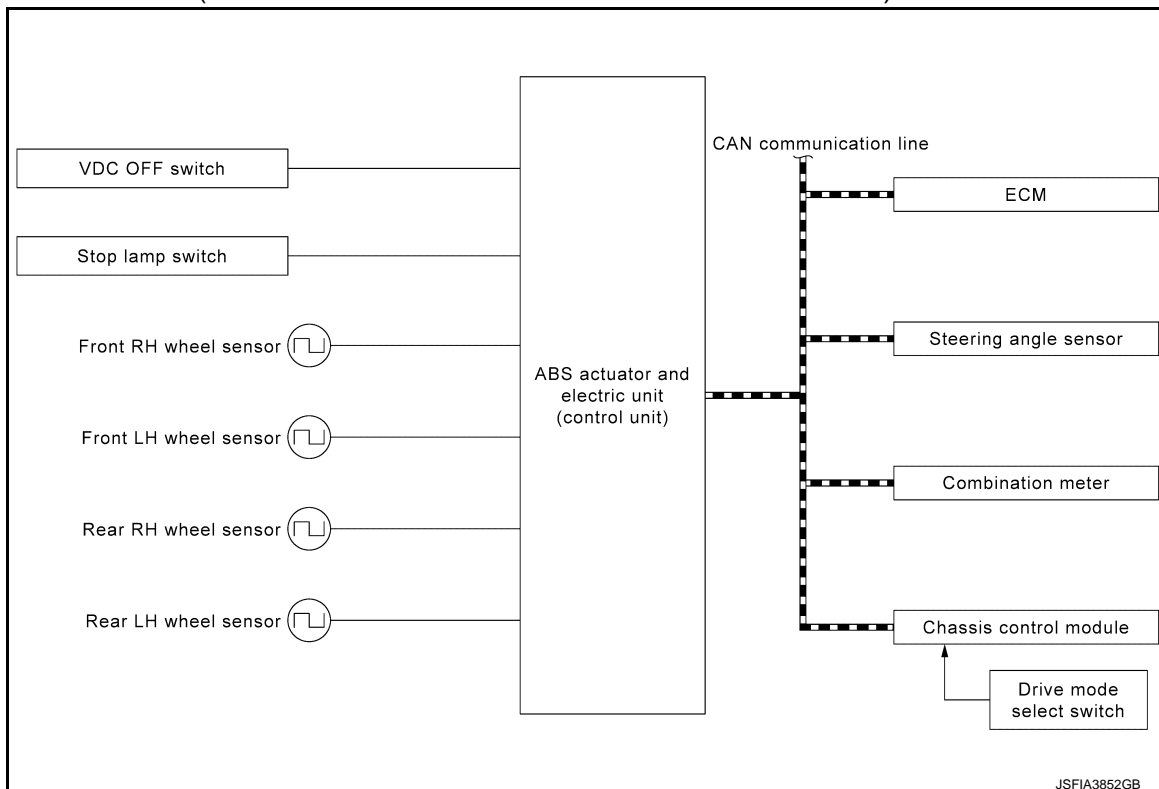 VDC OFF switch
Stop lamp switch
Front RH wheel sensor
Front LH wheel sensor
Rear RH wheel sensor
Rear LH wheel sensor
ABS actuator and
electric unit
(control unit)
CAN communication line
ECM
Steering angle sensor
Combination meter
Chassis control module
Drive mode
select switch
JSFIA3852GB